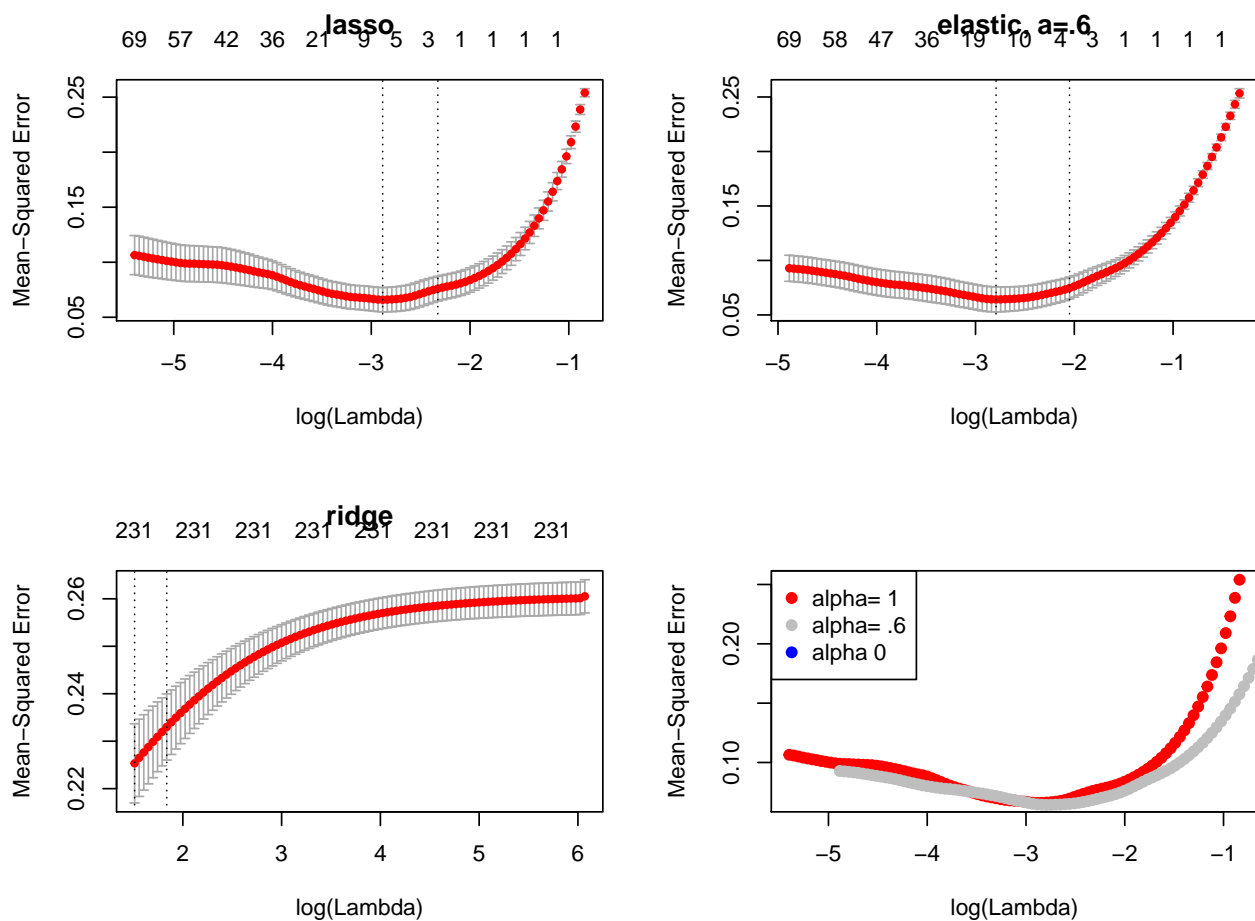 lasso
69 57 42 36 21 9 5 3 1 1 1 1
Mean−Squared Error
0.05 0.15 0.25
−5 −4 −3 −2 −1
log(Lambda)
elastic, a=.6
69 58 47 36 19 10 4 3 1 1 1 1
Mean−Squared Error
0.05 0.15 0.25
−5 −4 −3 −2 −1
log(Lambda)
ridge
231 231 231 231 231 231 231 231
Mean−Squared Error
0.22 0.24 0.26
2 3 4 5 6
log(Lambda)
alpha= 1
alpha= .6
alpha 0
Mean−Squared Error
0.10 0.20
−5 −4 −3 −2 −1
log(Lambda)